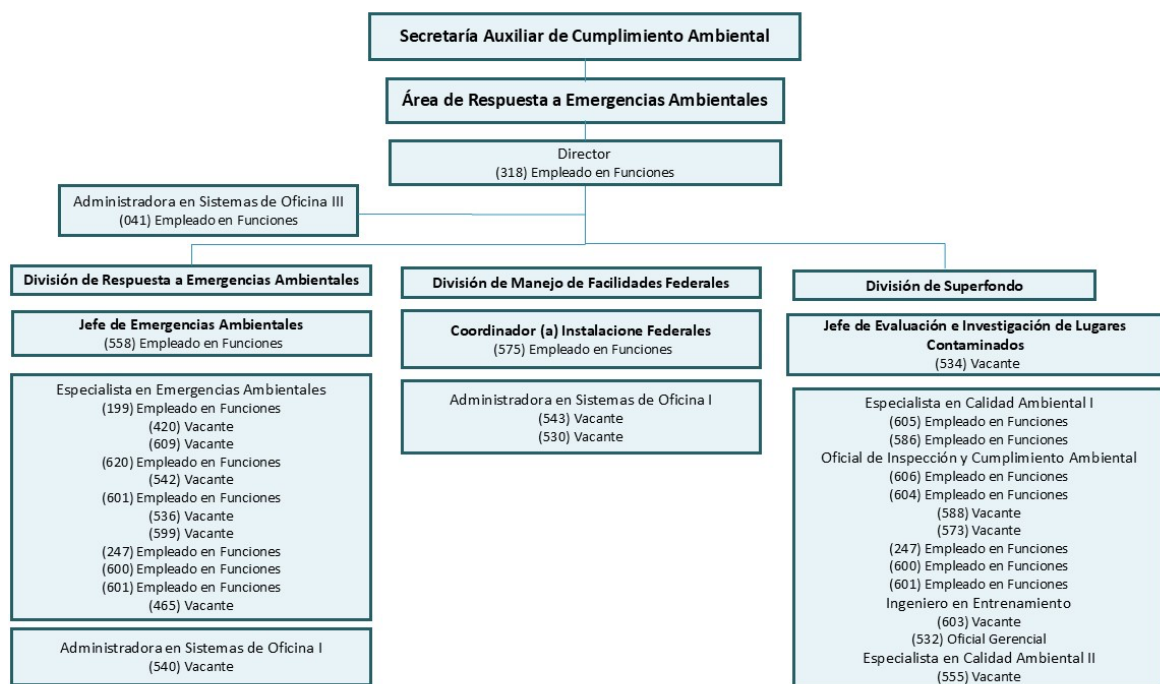 Secretaría Auxiliar de Cumplimiento Ambiental
Área de Respuesta a Emergencias Ambientales
Director
(318) Empleado en Funciones
Administradora en Sistemas de Oficina III
(041) Empleado en Funciones
División de Respuesta a Emergencias Ambientales
Jefe de Emergencias Ambientales
(558) Empleado en Funciones
Especialista en Emergencias Ambientales
(199) Empleado en Funciones
(420) Vacante
(609) Vacante
(620) Empleado en Funciones
(542) Vacante
(601) Empleado en Funciones
(536) Vacante
(599) Vacante
(247) Empleado en Funciones
(600) Empleado en Funciones
(601) Empleado en Funciones
(465) Vacante
Administradora en Sistemas de Oficina I
(540) Vacante
División de Manejo de Facilidades Federales
Coordinador (a) Instalacione Federales
(575) Empleado en Funciones
Administradora en Sistemas de Oficina I
(543) Vacante
(530) Vacante
División de Superfondo
Jefe de Evaluación e Investigación de Lugares
Contaminados
(534) Vacante
Especialista en Calidad Ambiental I
(605) Empleado en Funciones
(586) Empleado en Funciones
Oficial de Inspección y Cumplimiento Ambiental
(606) Empleado en Funciones
(604) Empleado en Funciones
(588) Vacante
(573) Vacante
(247) Empleado en Funciones
(600) Empleado en Funciones
(601) Empleado en Funciones
Ingeniero en Entrenamiento
(603) Vacante
(532) Oficial Gerencial
Especialista en Calidad Ambiental II
(555) Vacante